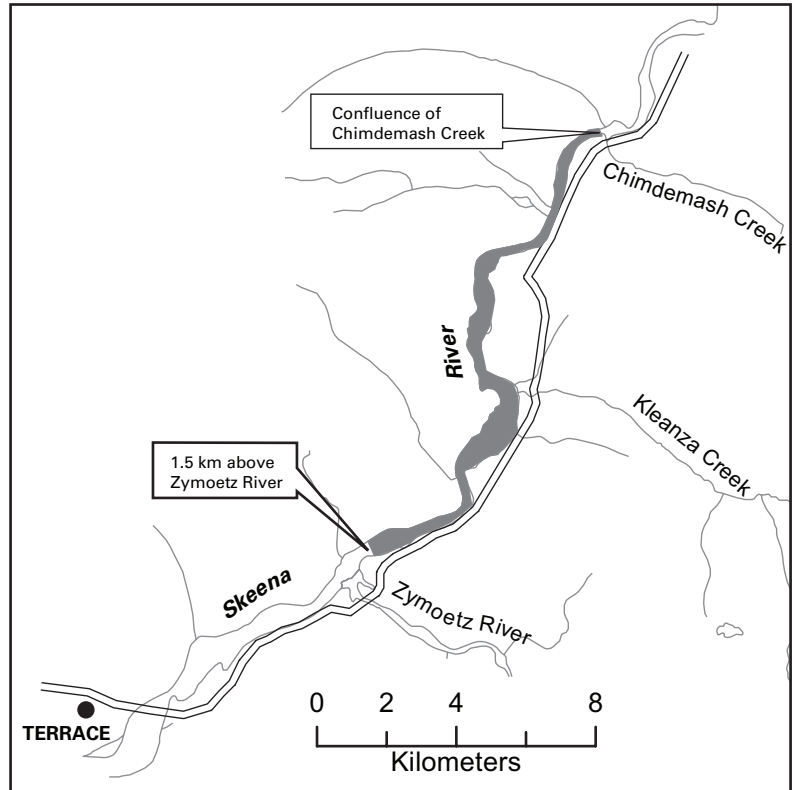 Confluence of
Chimdemash Creek
Chimdemash Creek
River
Kleanza Creek
1.5 km above
Zymoetz River
Skeena
Zymoetz River
TERRACE
0 2 4 8
Kilometers